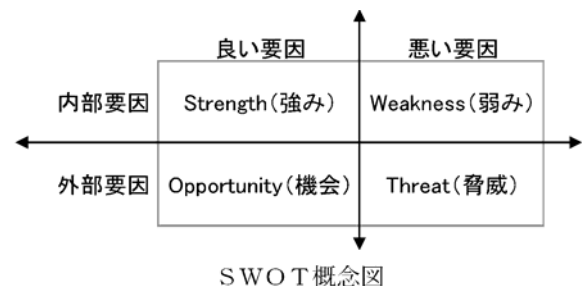 良い要因 悪い要因
内部要因 Strength(強み) Weakness(弱み)
外部要因 Opportunity(機会) Threat(脅威)
ＳＷＯＴ概念図